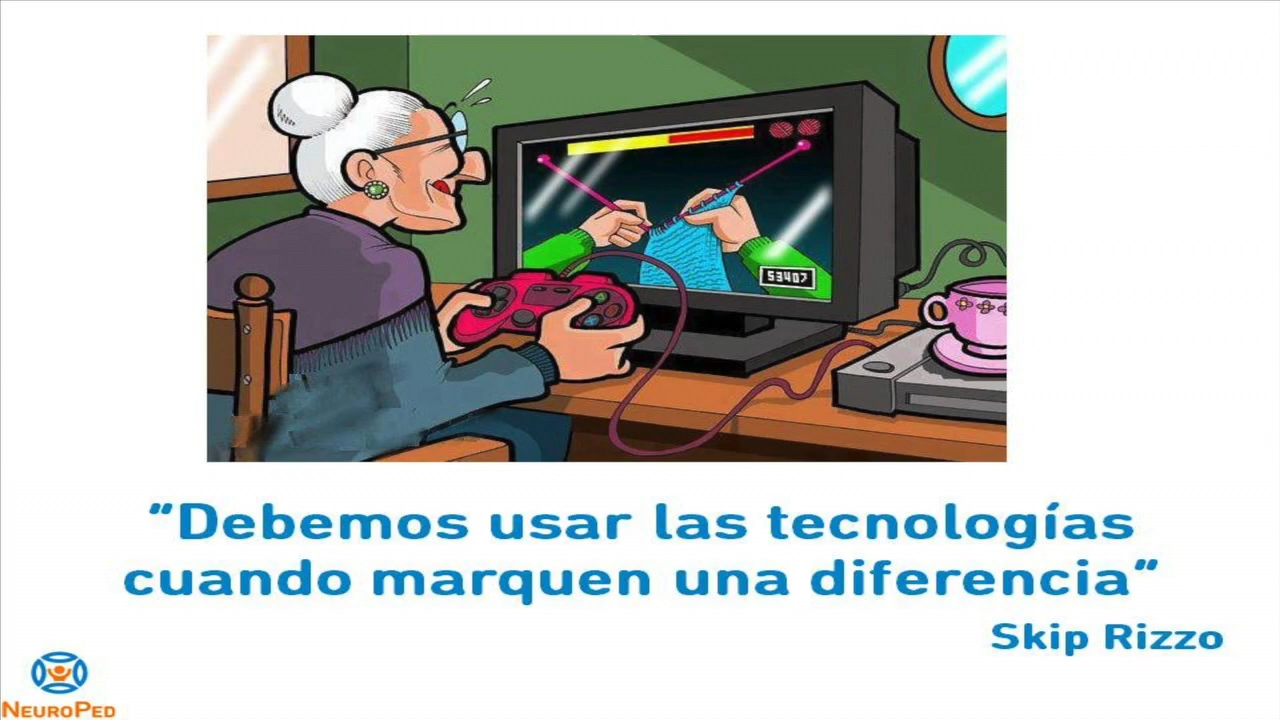 53407
“Debemos usar las tecnologías
cuando marquen una diferencia“
Skip Rizzo
NEUROPED